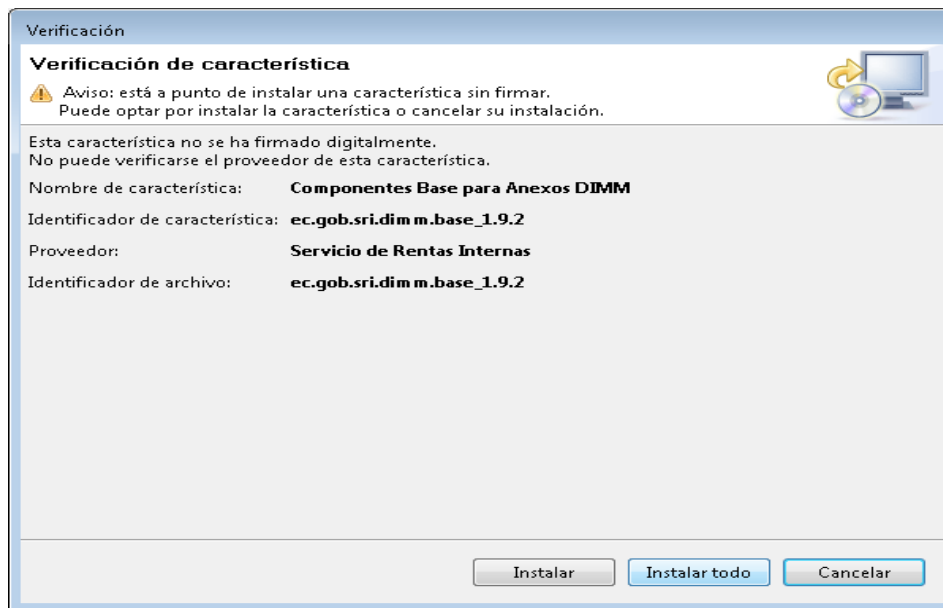 Verificación
Verificación de característica
Aviso: está a punto de instalar una característica sin firmar.
Puede optar por instalar la característica o cancelar su instalación.
Esta característica no se ha firmado digitalmente.
No puede verificarse el proveedor de esta característica.
Nombre de característica: Componentes Base para Anexos DIMM
Identificador de característica: ec.gob.sri.dimm.base_1.9.2
Proveedor: Servicio de Rentas Internas
Identificador de archivo: ec.gob.sri.dimm.base_1.9.2
Instalar Instalar todo Cancelar